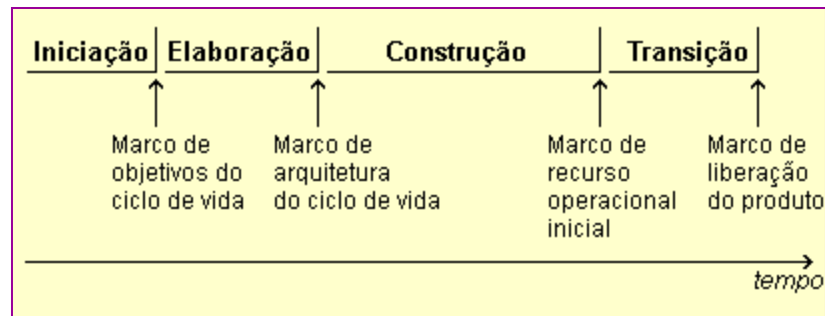 Iniciação Elaboração Construção Transição
Marco de objetivos do ciclo de vida
Marco de arquitetura do ciclo de vida
Marco de recurso operacional inicial
Marco de liberação do produto
tempo